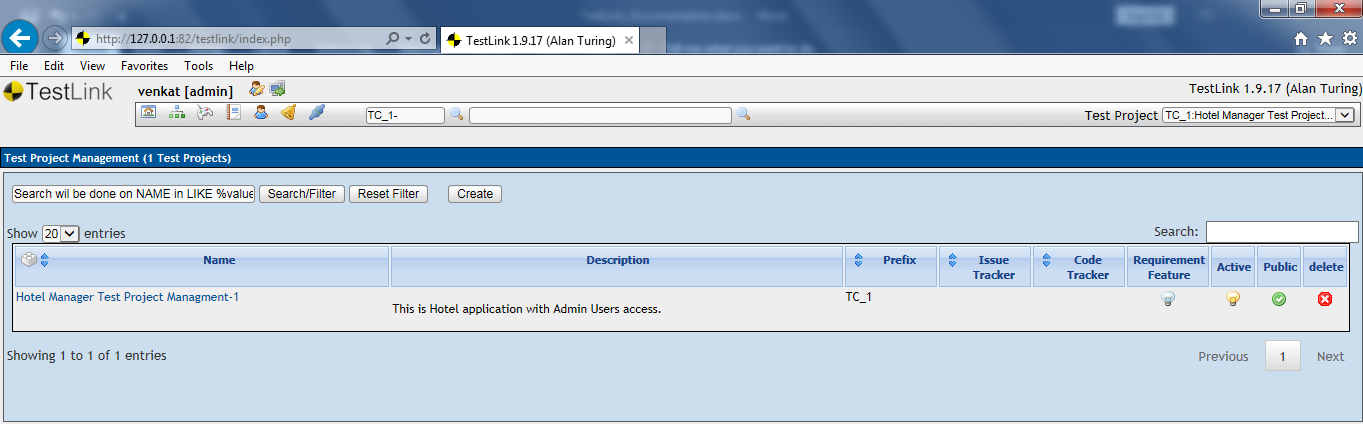 http://127.0.0.1:82/testlink/index.php
TestLink 1.9.17 (Alan Turing)
File Edit View Favorites Tools Help
TestLink
venkat [admin]
TestLink 1.9.17 (Alan Turing)
TC_1-
Test Project TC_1:Hotel Manager Test Project...
Test Project Management (1 Test Projects)
Search wil be done on NAME in LIKE %value Search/Filter Reset Filter Create
Show 20 entries
Search:
Name Description Prefix Issue Tracker Code Tracker Requirement Feature Active Public delete
Hotel Manager Test Project Managment-1 TC_1
This is Hotel application with Admin Users access.
Showing 1 to 1 of 1 entries
Previous 1 Next